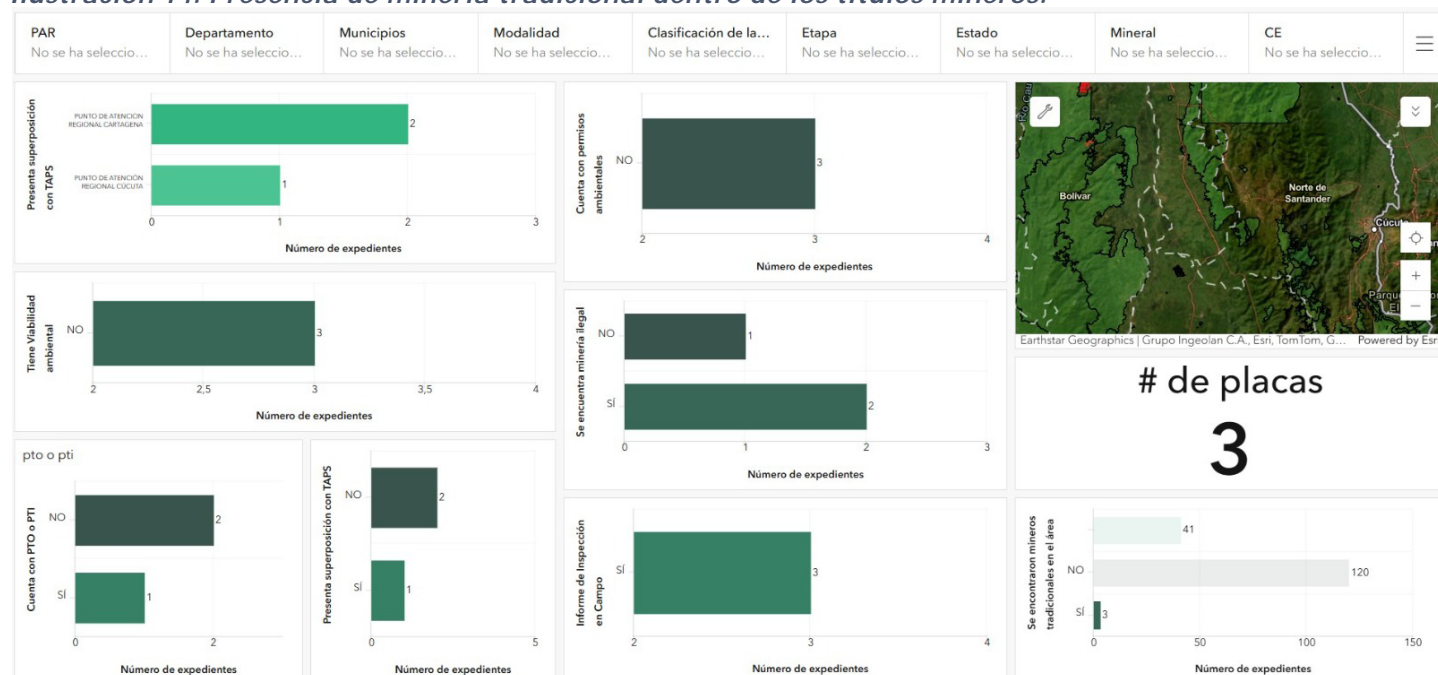 Ilustración 14. Presencia de minería tradicional dentro de los títulos mineros.
PAR
No se ha seleccio...
Departamento
No se ha seleccio...
Municipios
No se ha seleccio...
Modalidad
No se ha seleccio...
Clasificación de la...
No se ha seleccio...
Etapa
No se ha seleccio...
Estado
No se ha seleccio...
Mineral
No se ha seleccio...
CE
No se ha seleccio...
Presenta superposición
con TAPS
PUNTO DE ATENCIÓN
REGIONAL CARTAGENA
2
PUNTO DE ATENCIÓN
REGIONAL CÚCUTA
1
0 1 2 3
Número de expedientes
Cuenta con permisos
ambientales
NO
3
2 3 4
Número de expedientes
Bolívar
Norte de
Santander
Cúcuta
Parque
El
Earthstar Geographics | Grupo Ingeolan C.A., Esri, TomTom, G... Powered by Esri
Tiene Viabilidad
ambiental
NO
3
2 2,5 3 3,5 4
Número de expedientes
Se encuentra minería ilegal
NO
1
SÍ
2
0 1 2 3
Número de expedientes
# de placas
3
pto o pti
Cuenta con PTO o PTI
NO
2
SÍ
1
0 2
Número de expedientes
Presenta superposición con TAPS
NO
2
SÍ
1
0 5
Número de expedientes
Informe de Inspección
en Campo
SÍ
3
2 3 4
Número de expedientes
Se encontraron mineros
tradicionales en el área
41
NO
120
SÍ
3
0 50 100 150
Número de expedientes